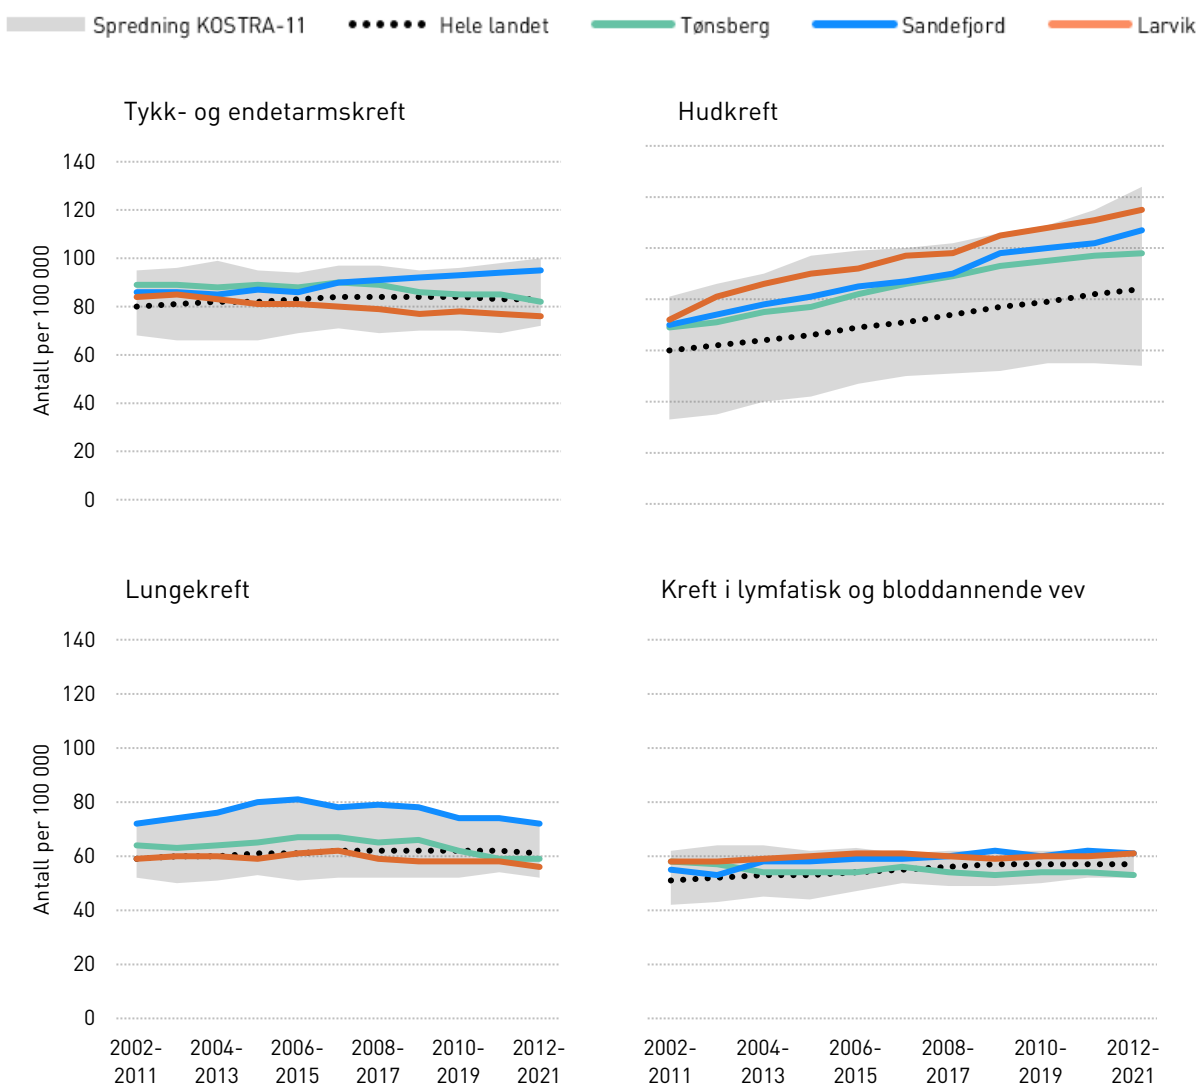 Spredning KOSTRA-11 Hele landet Tønsberg Sandefjord Larvik
Tykk- og endetarmskreft
Antall per 100 000
140
120
100
80
60
40
20
0
Hudkreft
Lungekreft
Antall per 100 000
140
120
100
80
60
40
20
0
2002- 2004- 2006- 2008- 2010- 2012-
2011 2013 2015 2017 2019 2021
Kreft i lymfatisk og bloddannende vev
2002- 2004- 2006- 2008- 2010- 2012-
2011 2013 2015 2017 2019 2021